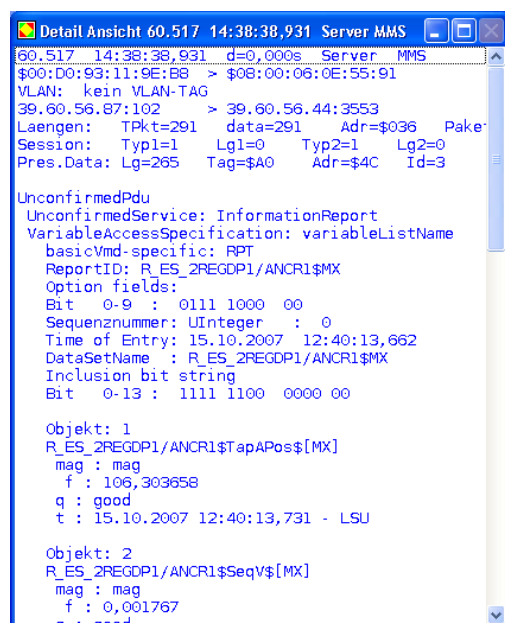 Detail Ansicht 60.517 14:38:38,931 Server MMS
60.517 14:38:38,931 d=0,000s Server MMS
$00:D0:93:11:9E:B8 > $08:00:06:0E:55:91
VLAN: kein VLAN-TAG
39.60.56.87:102 > 39.60.56.44:3553
Laengen: TPkt=291 data=291 Adr=$036 Paket
Session: Typ1=1 Lg1=0 Typ2=1 Lg2=0
Pres.Data: Lg=265 Tag=$A0 Adr=$4C Id=3
UnconfirmedPdu
UnconfirmedService: InformationReport
VariableAccessSpecification: variableListName
basicVmd-specific: RPT
ReportID: R_ES_2REGDP1/ANCR1$MX
Option fields:
Bit 0-9 : 0111 1000 00
Sequenznummer: UInteger : 0
Time of Entry: 15.10.2007 12:40:13,662
DataSetName : R_ES_2REGDP1/ANCR1$MX
Inclusion bit string
Bit 0-13 : 1111 1100 0000 00
Objekt: 1
R_ES_2REGDP1/ANCR1$TapAPos$[MX]
mag : mag
f : 106,303658
q : good
t : 15.10.2007 12:40:13,731 - LSU
Objekt: 2
R_ES_2REGDP1/ANCR1$SeqV$[MX]
mag : mag
f : 0,001767